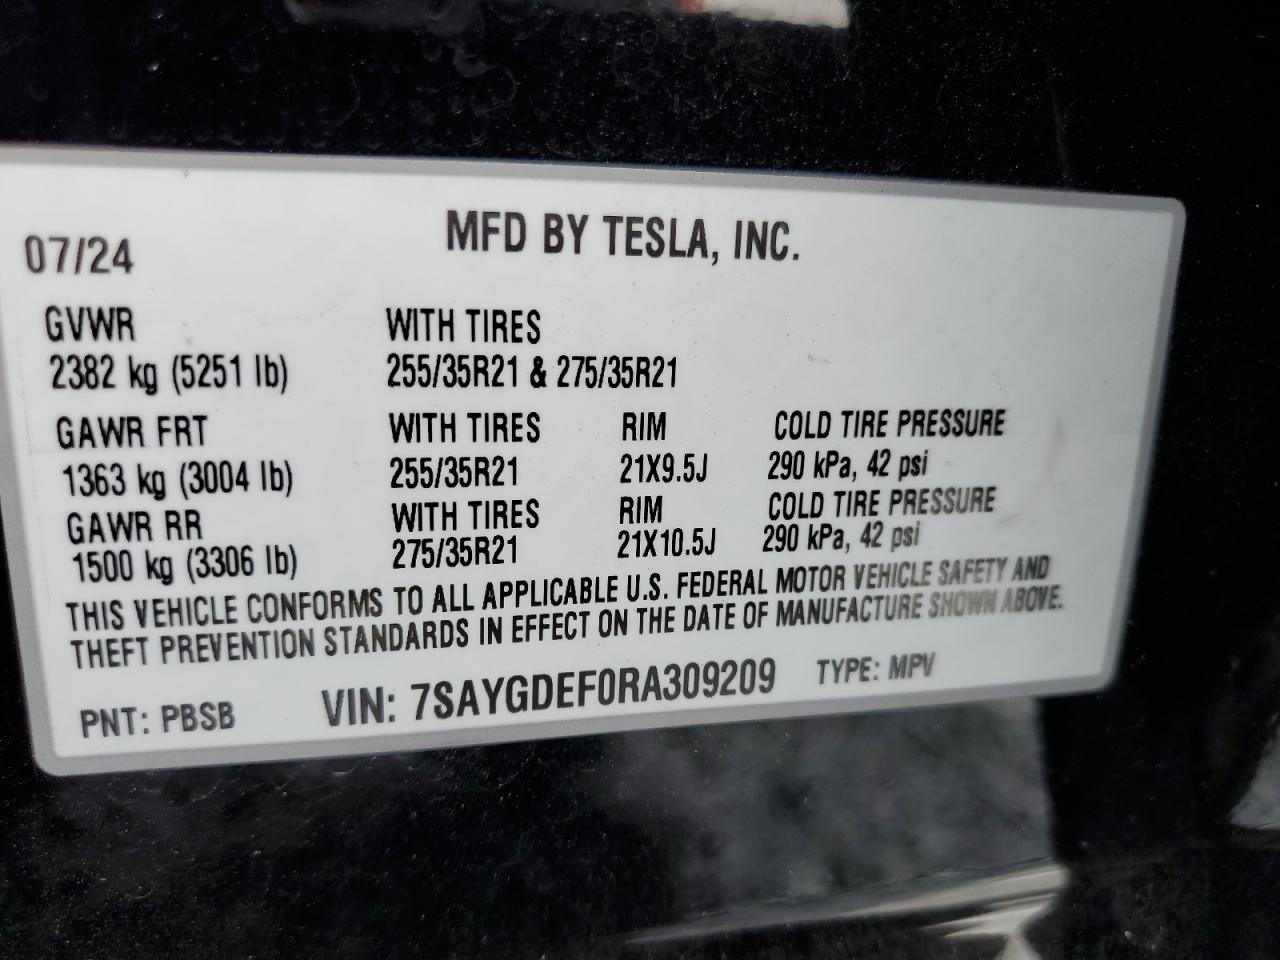 MFD BY TESLA, INC.
07/24
GVWR WITH TIRES
2382 kg (5251 lb) 255/35R21 & 275/35R21
GAWR FRT WITH TIRES RIM COLD TIRE PRESSURE
1363 kg (3004 lb) 255/35R21 21X9.5J 290 kPa, 42 psi
GAWR RR WITH TIRES RIM COLD TIRE PRESSURE
1500 kg (3306 lb) 275/35R21 21X10.5J 290 kPa, 42 psi
THIS VEHICLE CONFORMS TO ALL APPLICABLE U.S. FEDERAL MOTOR VEHICLE SAFETY AND
THEFT PREVENTION STANDARDS IN EFFECT ON THE DATE OF MANUFACTURE SHOWN ABOVE.
PNT: PBSB VIN: 7SAYGDEF0RA309209 TYPE: MPV